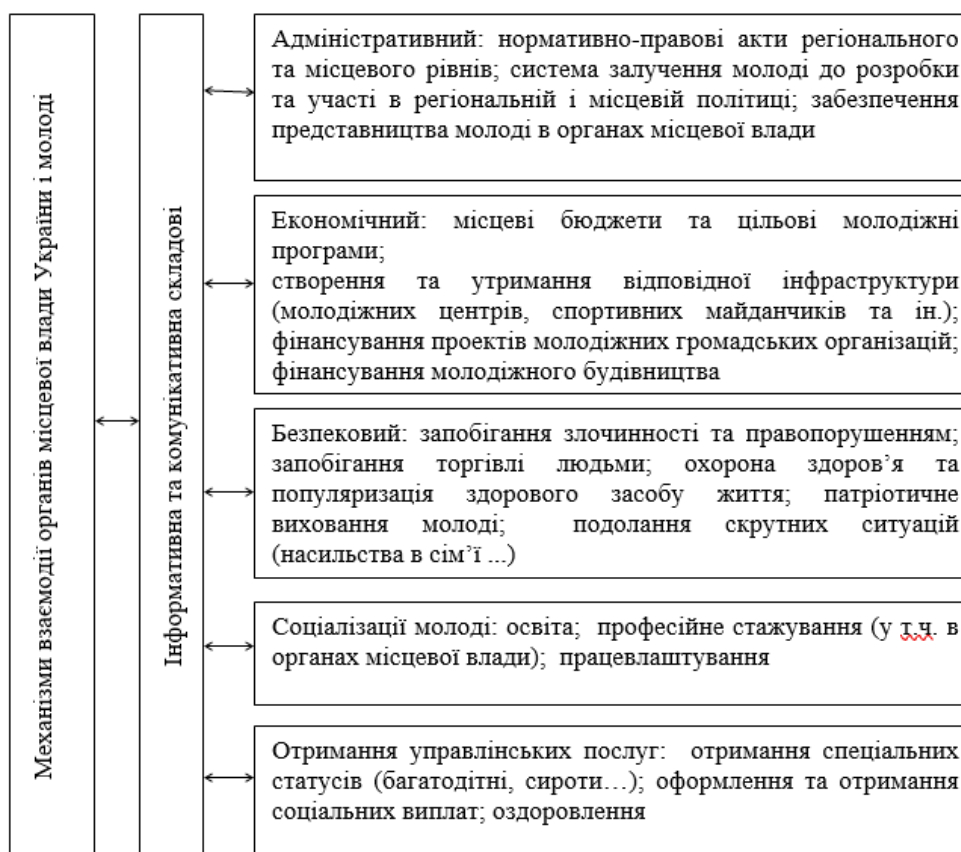 Механізми взаємодії органів місцевої влади України і молоді
Інформативна та комунікативна складові
Адміністративний: нормативно-правові акти регіонального
та місцевого рівнів; система залучення молоді до розробки
та участі в регіональній і місцевій політиці; забезпечення
представництва молоді в органах місцевої влади
Економічний: місцеві бюджети та цільові молодіжні
програми;
створення та утримання відповідної інфраструктури
(молодіжних центрів, спортивних майданчиків та ін.);
фінансування проектів молодіжних громадських організацій;
фінансування молодіжного будівництва
Безпековий: запобігання злочинності та правопорушенням;
запобігання торгівлі людьми; охорона здоров’я та
популяризація здорового засобу життя; патріотичне
виховання молоді; подолання скрутних ситуацій
(насильства в сім’ї ...)
Соціалізації молоді: освіта; професійне стажування (у т.ч. в
органах місцевої влади); працевлаштування
Отримання управлінських послуг: отримання спеціальних
статусів (багатодітні, сироти…); оформлення та отримання
соціальних виплат; оздоровлення